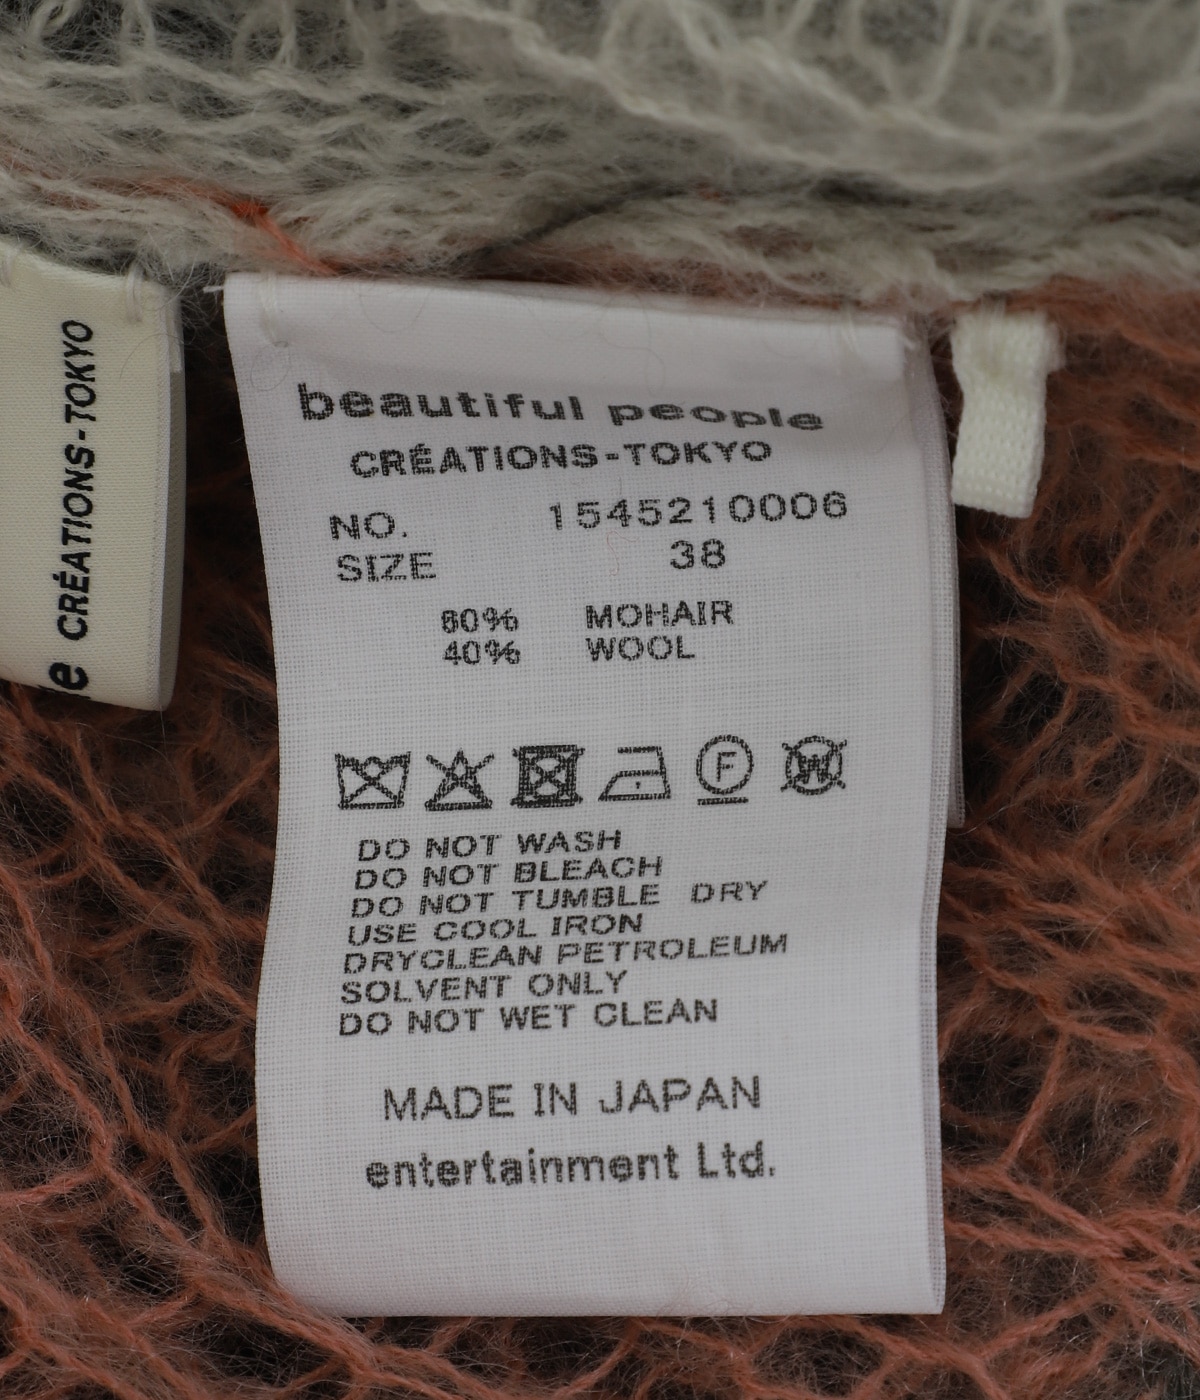 beautiful people
CRÉATIONS-TOKYO
NO. 1545210006
SIZE 38
60% MOHAIR
40% WOOL
F
W
DO NOT WASH
DO NOT BLEACH
DO NOT TUMBLE DRY
USE COOL IRON
DRYCLEAN PETROLEUM
SOLVENT ONLY
DO NOT WET CLEAN
MADE IN JAPAN
entertainment Ltd.
CRÉATIONS-TOKYO